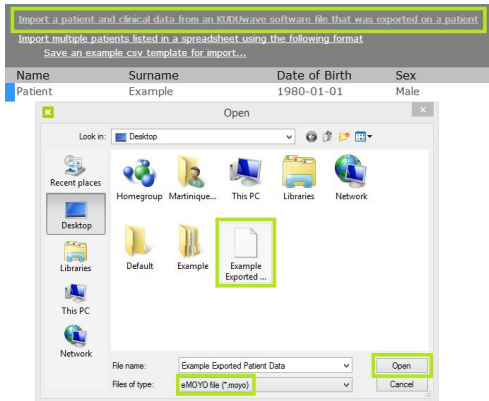 Import a patient and clinical data from an KUDUwave software file that was exported on a patient
Import multiple patients listed in a spreadsheet using the following format
Save an example csv template for import...
Name Surname Date of Birth Sex
Patient Example 1980-01-01 Male
K Open ×
Look in: Desktop
Recent places
Desktop
Libraries
This PC
Network
Homegroup Martinique... This PC Libraries Network
Default Example Example
Exported ...
File name: Example Exported Patient Data Open
Files of type: eMOYO file (*.moyo) Cancel